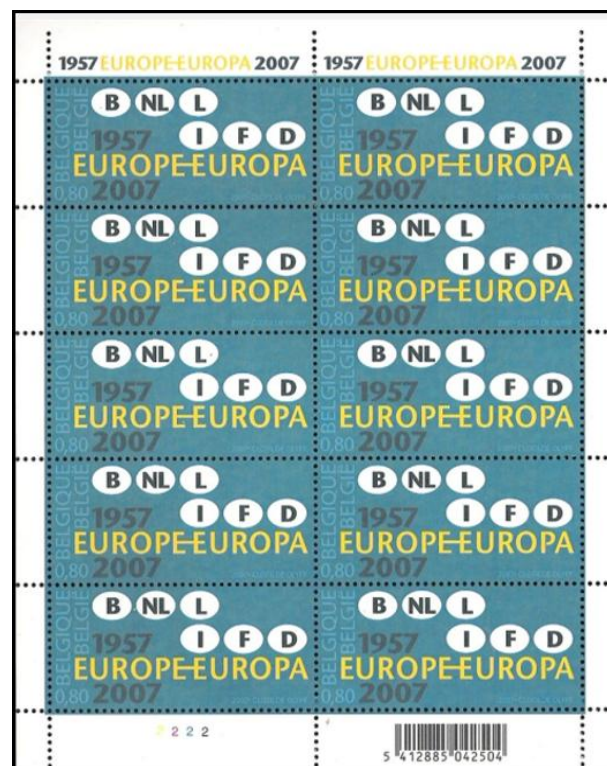 1957 EUROPE-EUROPA 2007 1957 EUROPE-EUROPA 2007
BELGIQUE
BELGIË
B NL L
1957 I F D
EUROPE-EUROPA
0,80 2007
BELGIQUE
BELGIË
B NL L
1957 I F D
EUROPE-EUROPA
0,80 2007
BELGIQUE
BELGIË
B NL L
1957 I F D
EUROPE-EUROPA
0,80 2007
BELGIQUE
BELGIË
B NL L
1957 I F D
EUROPE-EUROPA
0,80 2007
BELGIQUE
BELGIË
B NL L
1957 I F D
EUROPE-EUROPA
0,80 2007
BELGIQUE
BELGIË
B NL L
1957 I F D
EUROPE-EUROPA
0,80 2007
BELGIQUE
BELGIË
B NL L
1957 I F D
EUROPE-EUROPA
0,80 2007
BELGIQUE
BELGIË
B NL L
1957 I F D
EUROPE-EUROPA
0,80 2007
BELGIQUE
BELGIË
B NL L
1957 I F D
EUROPE-EUROPA
0,80 2007
BELGIQUE
BELGIË
B NL L
1957 I F D
EUROPE-EUROPA
0,80 2007
2 2 2 2
5 412885 042504